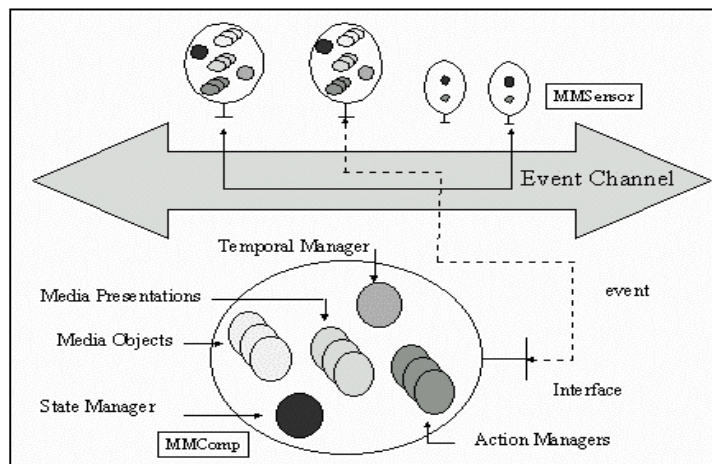 MMSensor
Event Channel
Temporal Manager
Media Presentations
event
Media Objects
Interface
State Manager
MMComp
Action Managers